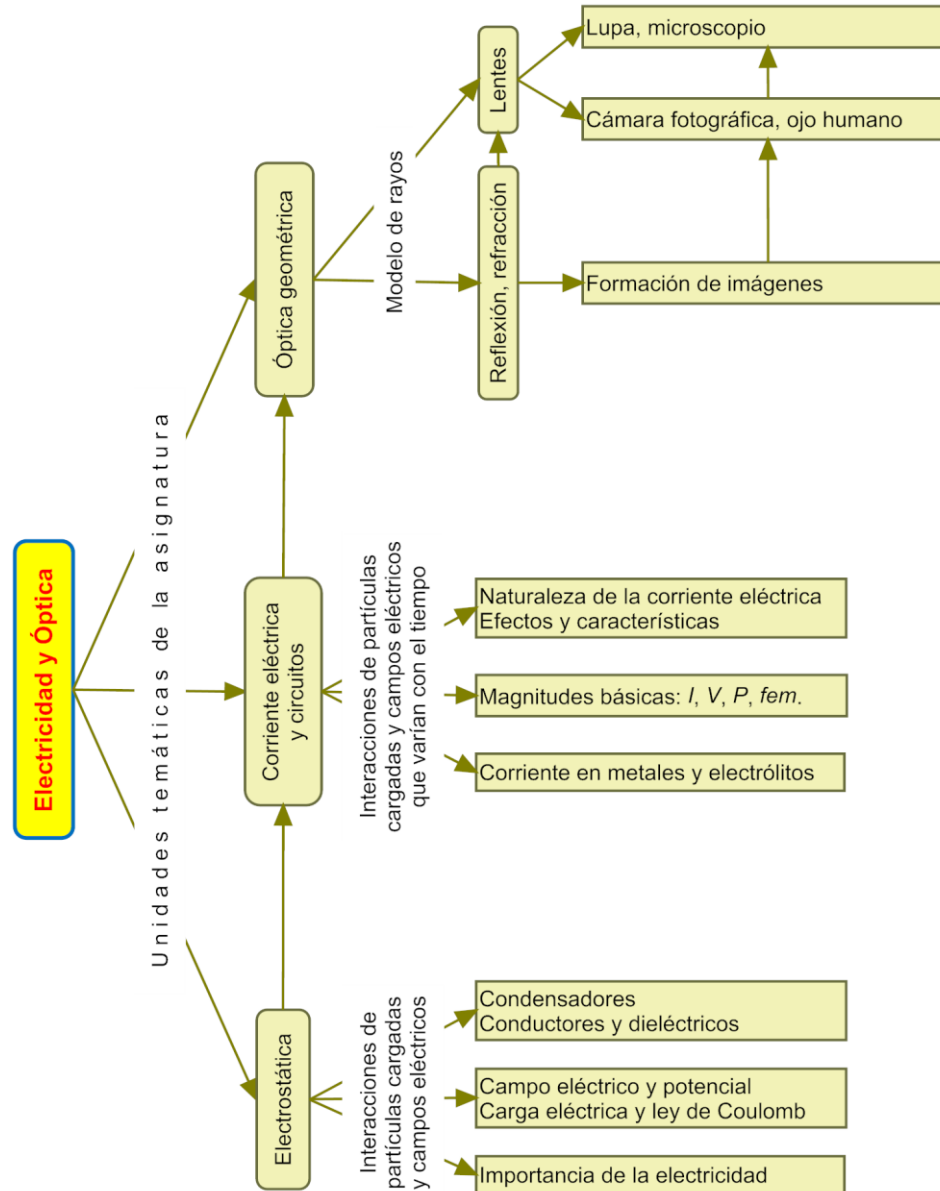 Electricidad y Óptica
Unidades temáticas de la asignatura
Óptica geométrica
Modelo de rayos
Lentes
Reflexión, refracción
Lupa, microscopio
Cámara fotográfica, ojo humano
Formación de imágenes
Corriente eléctrica
y circuitos
Interacciones de partículas
cargadas y campos eléctricos
que varían con el tiempo
Naturaleza de la corriente eléctrica
Efectos y características
Magnitudes básicas: I, V, P, fem.
Corriente en metales y electrólitos
Electrostática
Interacciones de
partículas cargadas
y campos eléctricos
Condensadores
Conductores y dieléctricos
Campo eléctrico y potencial
Carga eléctrica y ley de Coulomb
Importancia de la electricidad